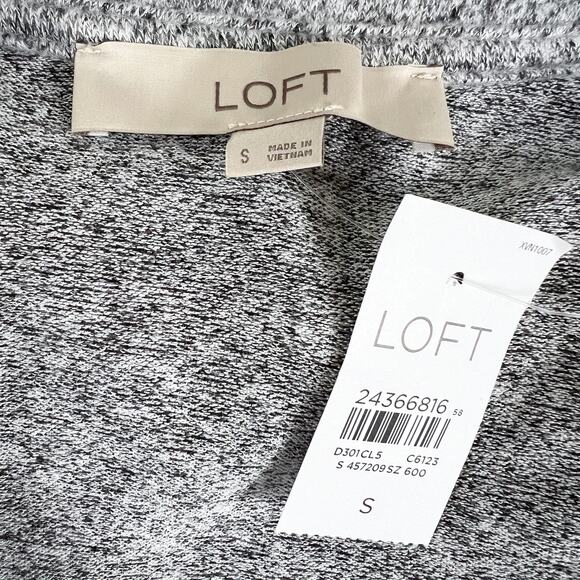 LOFT
S
MADE IN
VIETNAM
XVN1007
LOFT
24366816 58
D301CL5 C6123
S 457209SZ 600
S